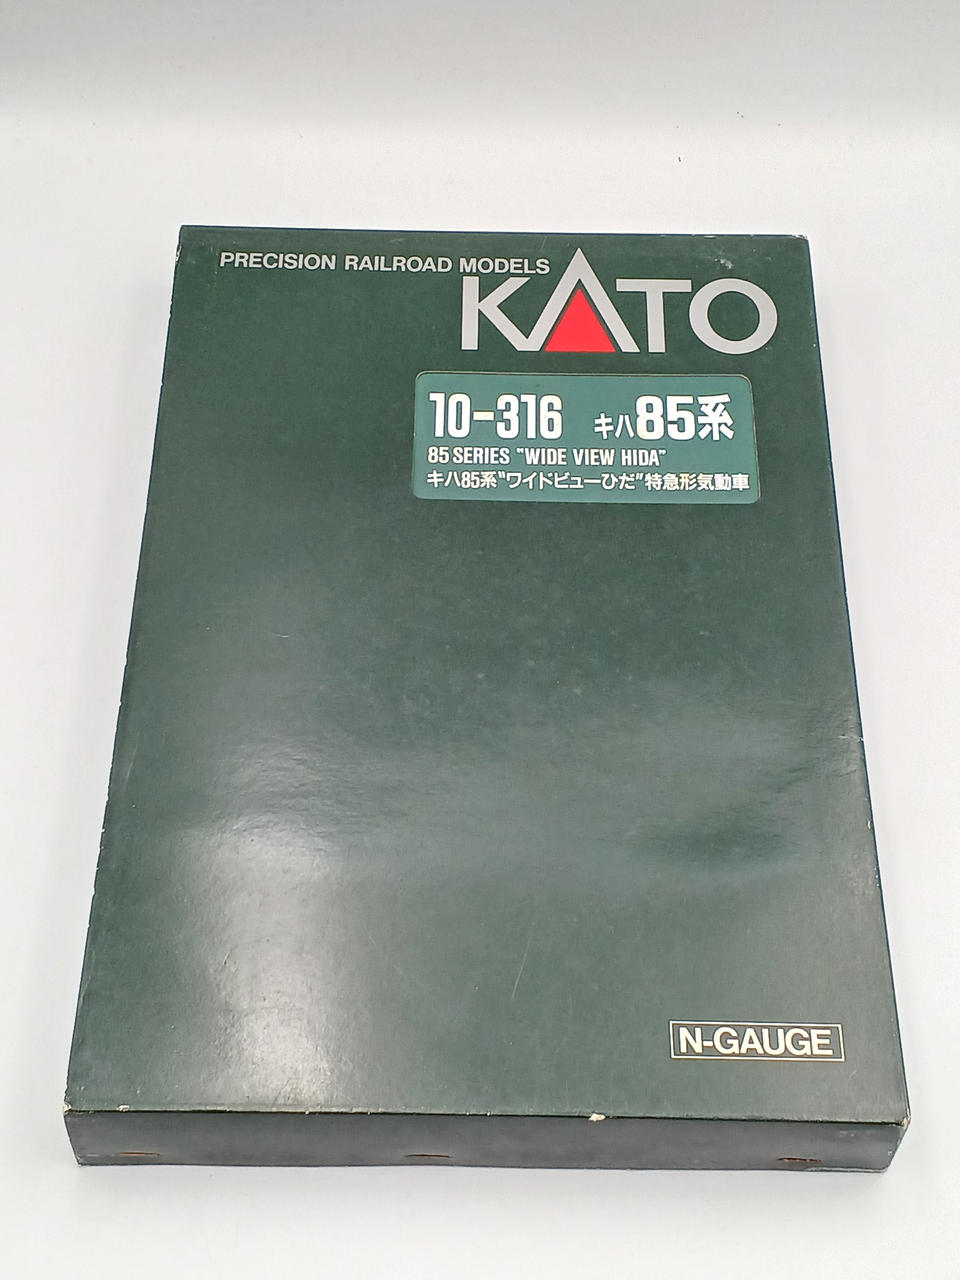 PRECISION RAILROAD MODELS
KATO
10-316 キハ85系
85 SERIES "WIDE VIEW HIDA"
キハ85系"ワイドビューひだ"特急形気動車
N-GAUGE